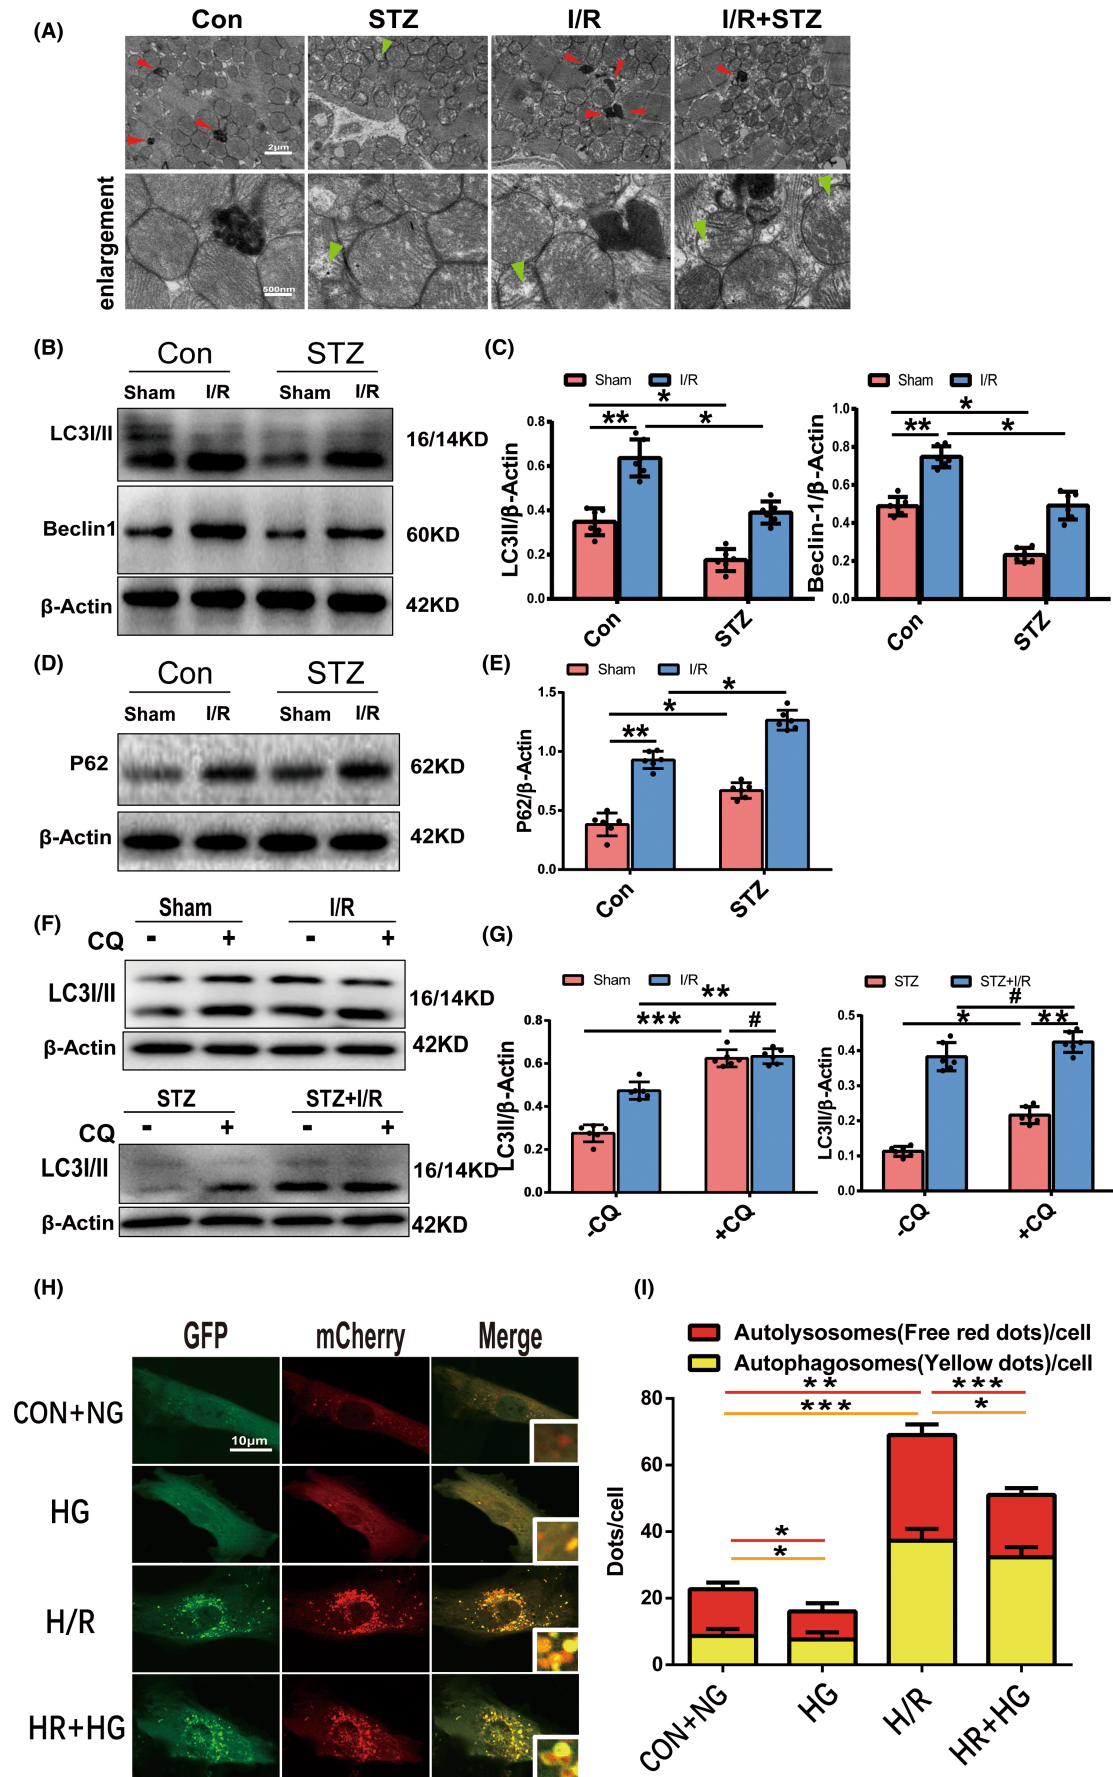 (A)
Con STZ I/R I/R+STZ
2μm
enlargement
500nm
(B)
Con STZ
Sham I/R Sham I/R
LC3I/II 16/14KD
Beclin1 60KD
β-Actin 42KD
(C)
Sham I/R
LC3II/β-Actin
0.8
0.6
0.4
0.2
0.0
* ** *
Con STZ
Sham I/R
Beclin-1/β-Actin
1.0
0.8
0.6
0.4
0.2
0.0
* ** *
Con STZ
(D)
Con STZ
Sham I/R Sham I/R
P62 62KD
β-Actin 42KD
(E)
Sham I/R
P62/β-Actin
1.5
1.0
0.5
0.0
* * **
Con STZ
(F)
Sham I/R
CQ - + - +
LC3I/II 16/14KD
β-Actin 42KD
STZ STZ+I/R
CQ - + - +
LC3I/II 16/14KD
β-Actin 42KD
(G)
Sham I/R
LC3II/β-Actin
0.8
0.6
0.4
0.2
0.0
** *** #
-CQ +CQ
STZ STZ+I/R
LC3II/β-Actin
0.5
0.4
0.3
0.2
0.1
0.0
# * **
-CQ +CQ
(H)
GFP mCherry Merge
CON+NG
10μm
HG
H/R
HR+HG
(I)
Autolysosomes(Free red dots)/cell
Autophagosomes(Yellow dots)/cell
Dots/cell
80
60
40
20
0
** ***
*** *
*
*
CON+NG HG H/R HR+HG